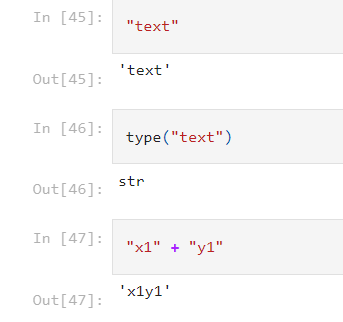 In [45]:
"text"
Out[45]:
'text'
In [46]:
type("text")
Out[46]:
str
In [47]:
"x1" + "y1"
Out[47]:
'x1y1'